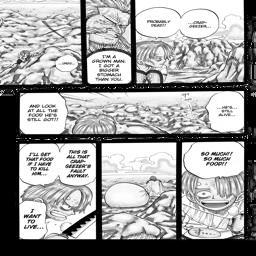 PROBABLY
DEAD!!
...CRAP-
GEEZER...
I'M A
GROWN MAN.
I GOT A
BIGGER
STOMACH
THAN YOU.
AND LOOK
AT ALL THE
FOOD HE'S
STILL GOT!!
...HE'S...
STILL
ALIVE...
THIS IS
ALL THAT
CRAP-
GEEZER'S
FAULT
ANYWAY.
I'LL GET
THAT FOOD
IF I HAVE
TO KILL
HIM...
I
WANT TO
LIVE...
SO MUCH!!
SO MUCH
FOOD!!